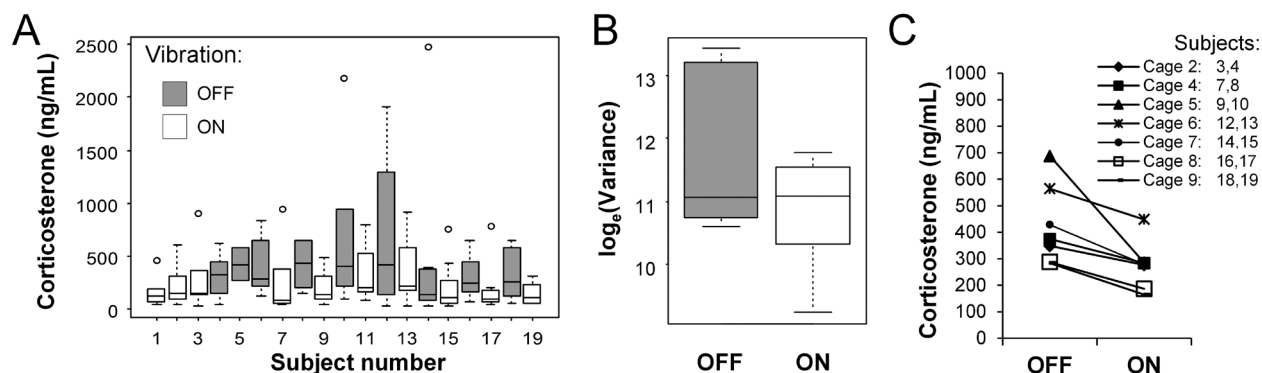 A
Corticosterone (ng/mL)
2500
2000
1500
1000
500
0
Vibration:
OFF
ON
1 3 5 7 9 11 13 15 17 19
Subject number
B
logₑ(Variance)
13
12
11
10
OFF ON
C
Corticosterone (ng/mL)
1000
900
800
700
600
500
400
300
200
100
0
Subjects:
Cage 2: 3,4
Cage 4: 7,8
Cage 5: 9,10
Cage 6: 12,13
Cage 7: 14,15
Cage 8: 16,17
Cage 9: 18,19
OFF ON